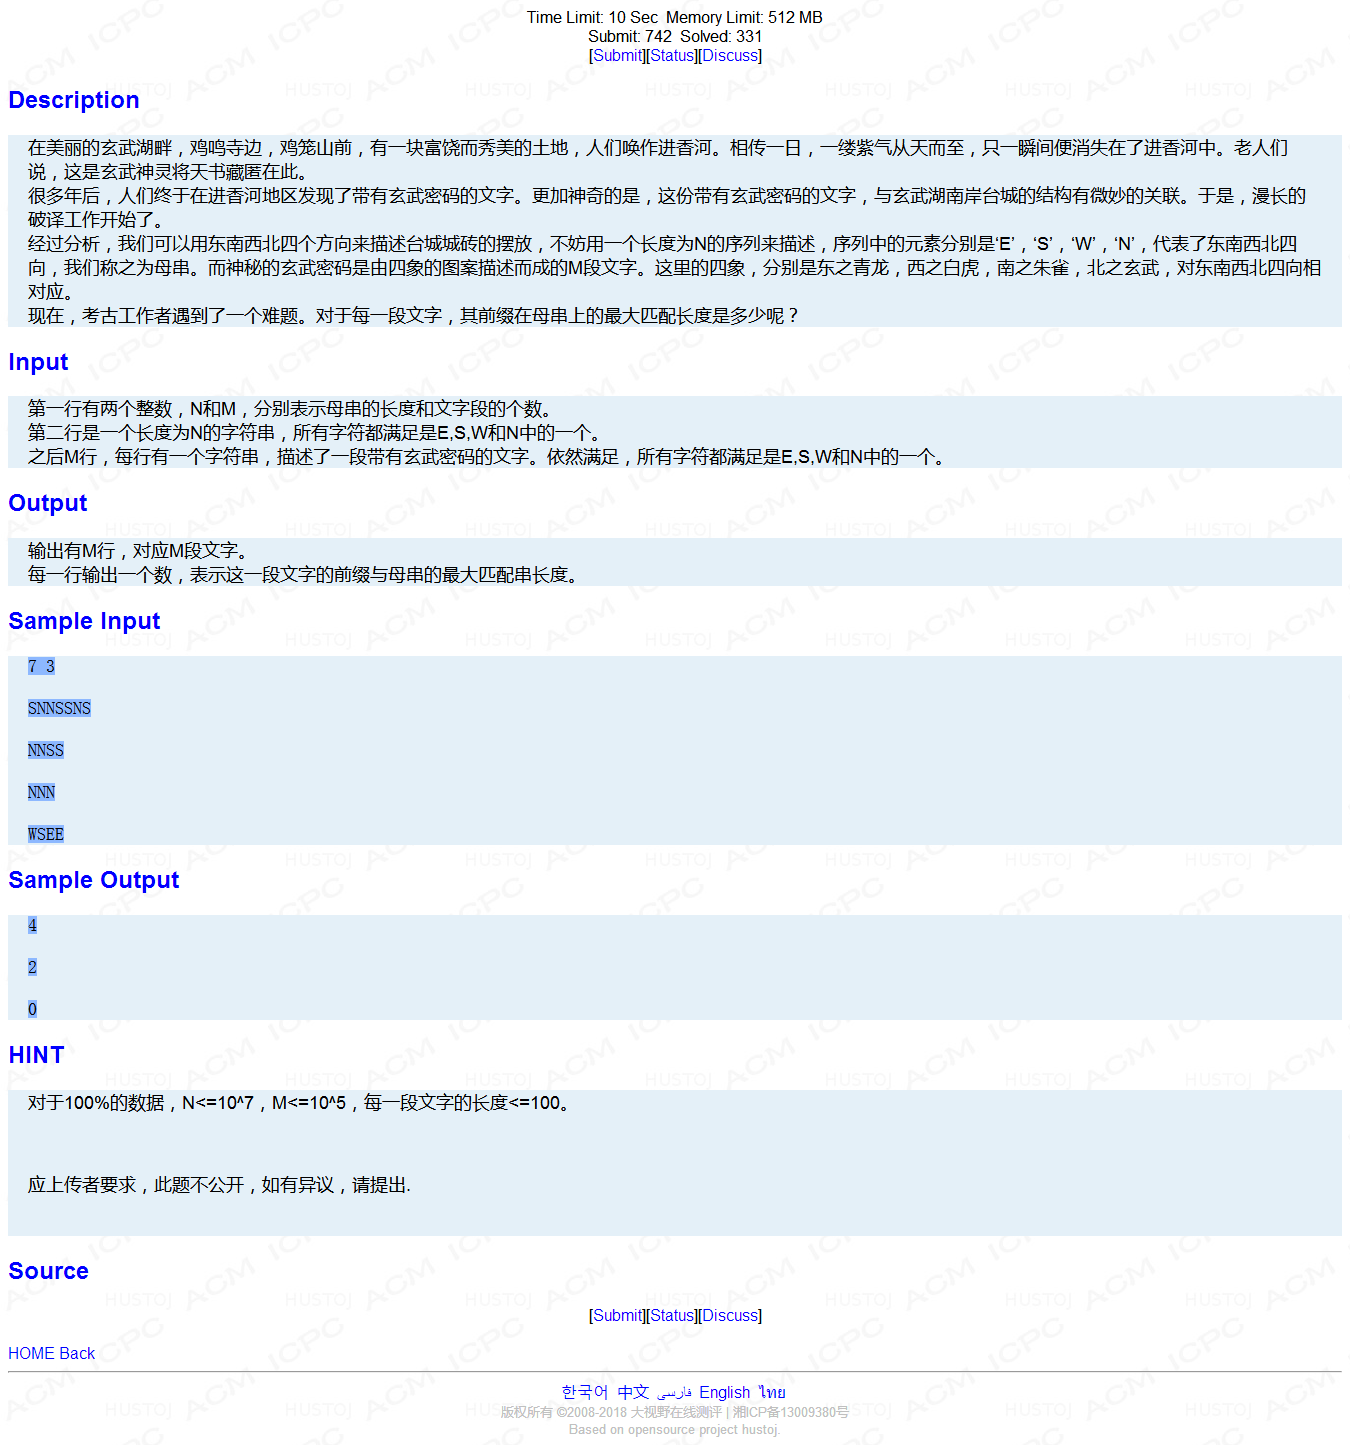 Time Limit: 10 Sec  Memory Limit: 512 MB
Submit: 742  Solved: 331
[Submit][Status][Discuss]
Description
在美丽的玄武湖畔，鸡鸣寺边，鸡笼山前，有一块富饶而秀美的土地，人们唤作进香河。相传一日，一缕紫气从天而至，只一瞬间便消失在了进香河中。老人们
说，这是玄武神灵将天书藏匿在此。
很多年后，人们终于在进香河地区发现了带有玄武密码的文字。更加神奇的是，这份带有玄武密码的文字，与玄武湖南岸台城的结构有微妙的关联。于是，漫长的
破译工作开始了。
经过分析，我们可以用东南西北四个方向来描述台城城砖的摆放，不妨用一个长度为N的序列来描述，序列中的元素分别是‘E’，‘S’，‘W’，‘N’，代表了东南西北四
向，我们称之为母串。而神秘的玄武密码是由四象的图案描述而成的M段文字。这里的四象，分别是东之青龙，西之白虎，南之朱雀，北之玄武，对东南西北四向相
对应。
现在，考古工作者遇到了一个难题。对于每一段文字，其前缀在母串上的最大匹配长度是多少呢？
Input
第一行有两个整数，N和M，分别表示母串的长度和文字段的个数。
第二行是一个长度为N的字符串，所有字符都满足是E,S,W和N中的一个。
之后M行，每行有一个字符串，描述了一段带有玄武密码的文字。依然满足，所有字符都满足是E,S,W和N中的一个。
Output
输出有M行，对应M段文字。
每一行输出一个数，表示这一段文字的前缀与母串的最大匹配串长度。
Sample Input
7 3
SNNSSNS
NNSS
NNN
WSEE
Sample Output
4
2
0
HINT
对于100%的数据，N<=10^7，M<=10^5，每一段文字的长度<=100。
应上传者要求，此题不公开，如有异议，请提出.
Source
[Submit][Status][Discuss]
HOME Back
한국어 中文 فارسی English ไทย
版权所有 ©2008-2018 大视野在线测评 | 湘ICP备13009380号
Based on opensource project hustoj.